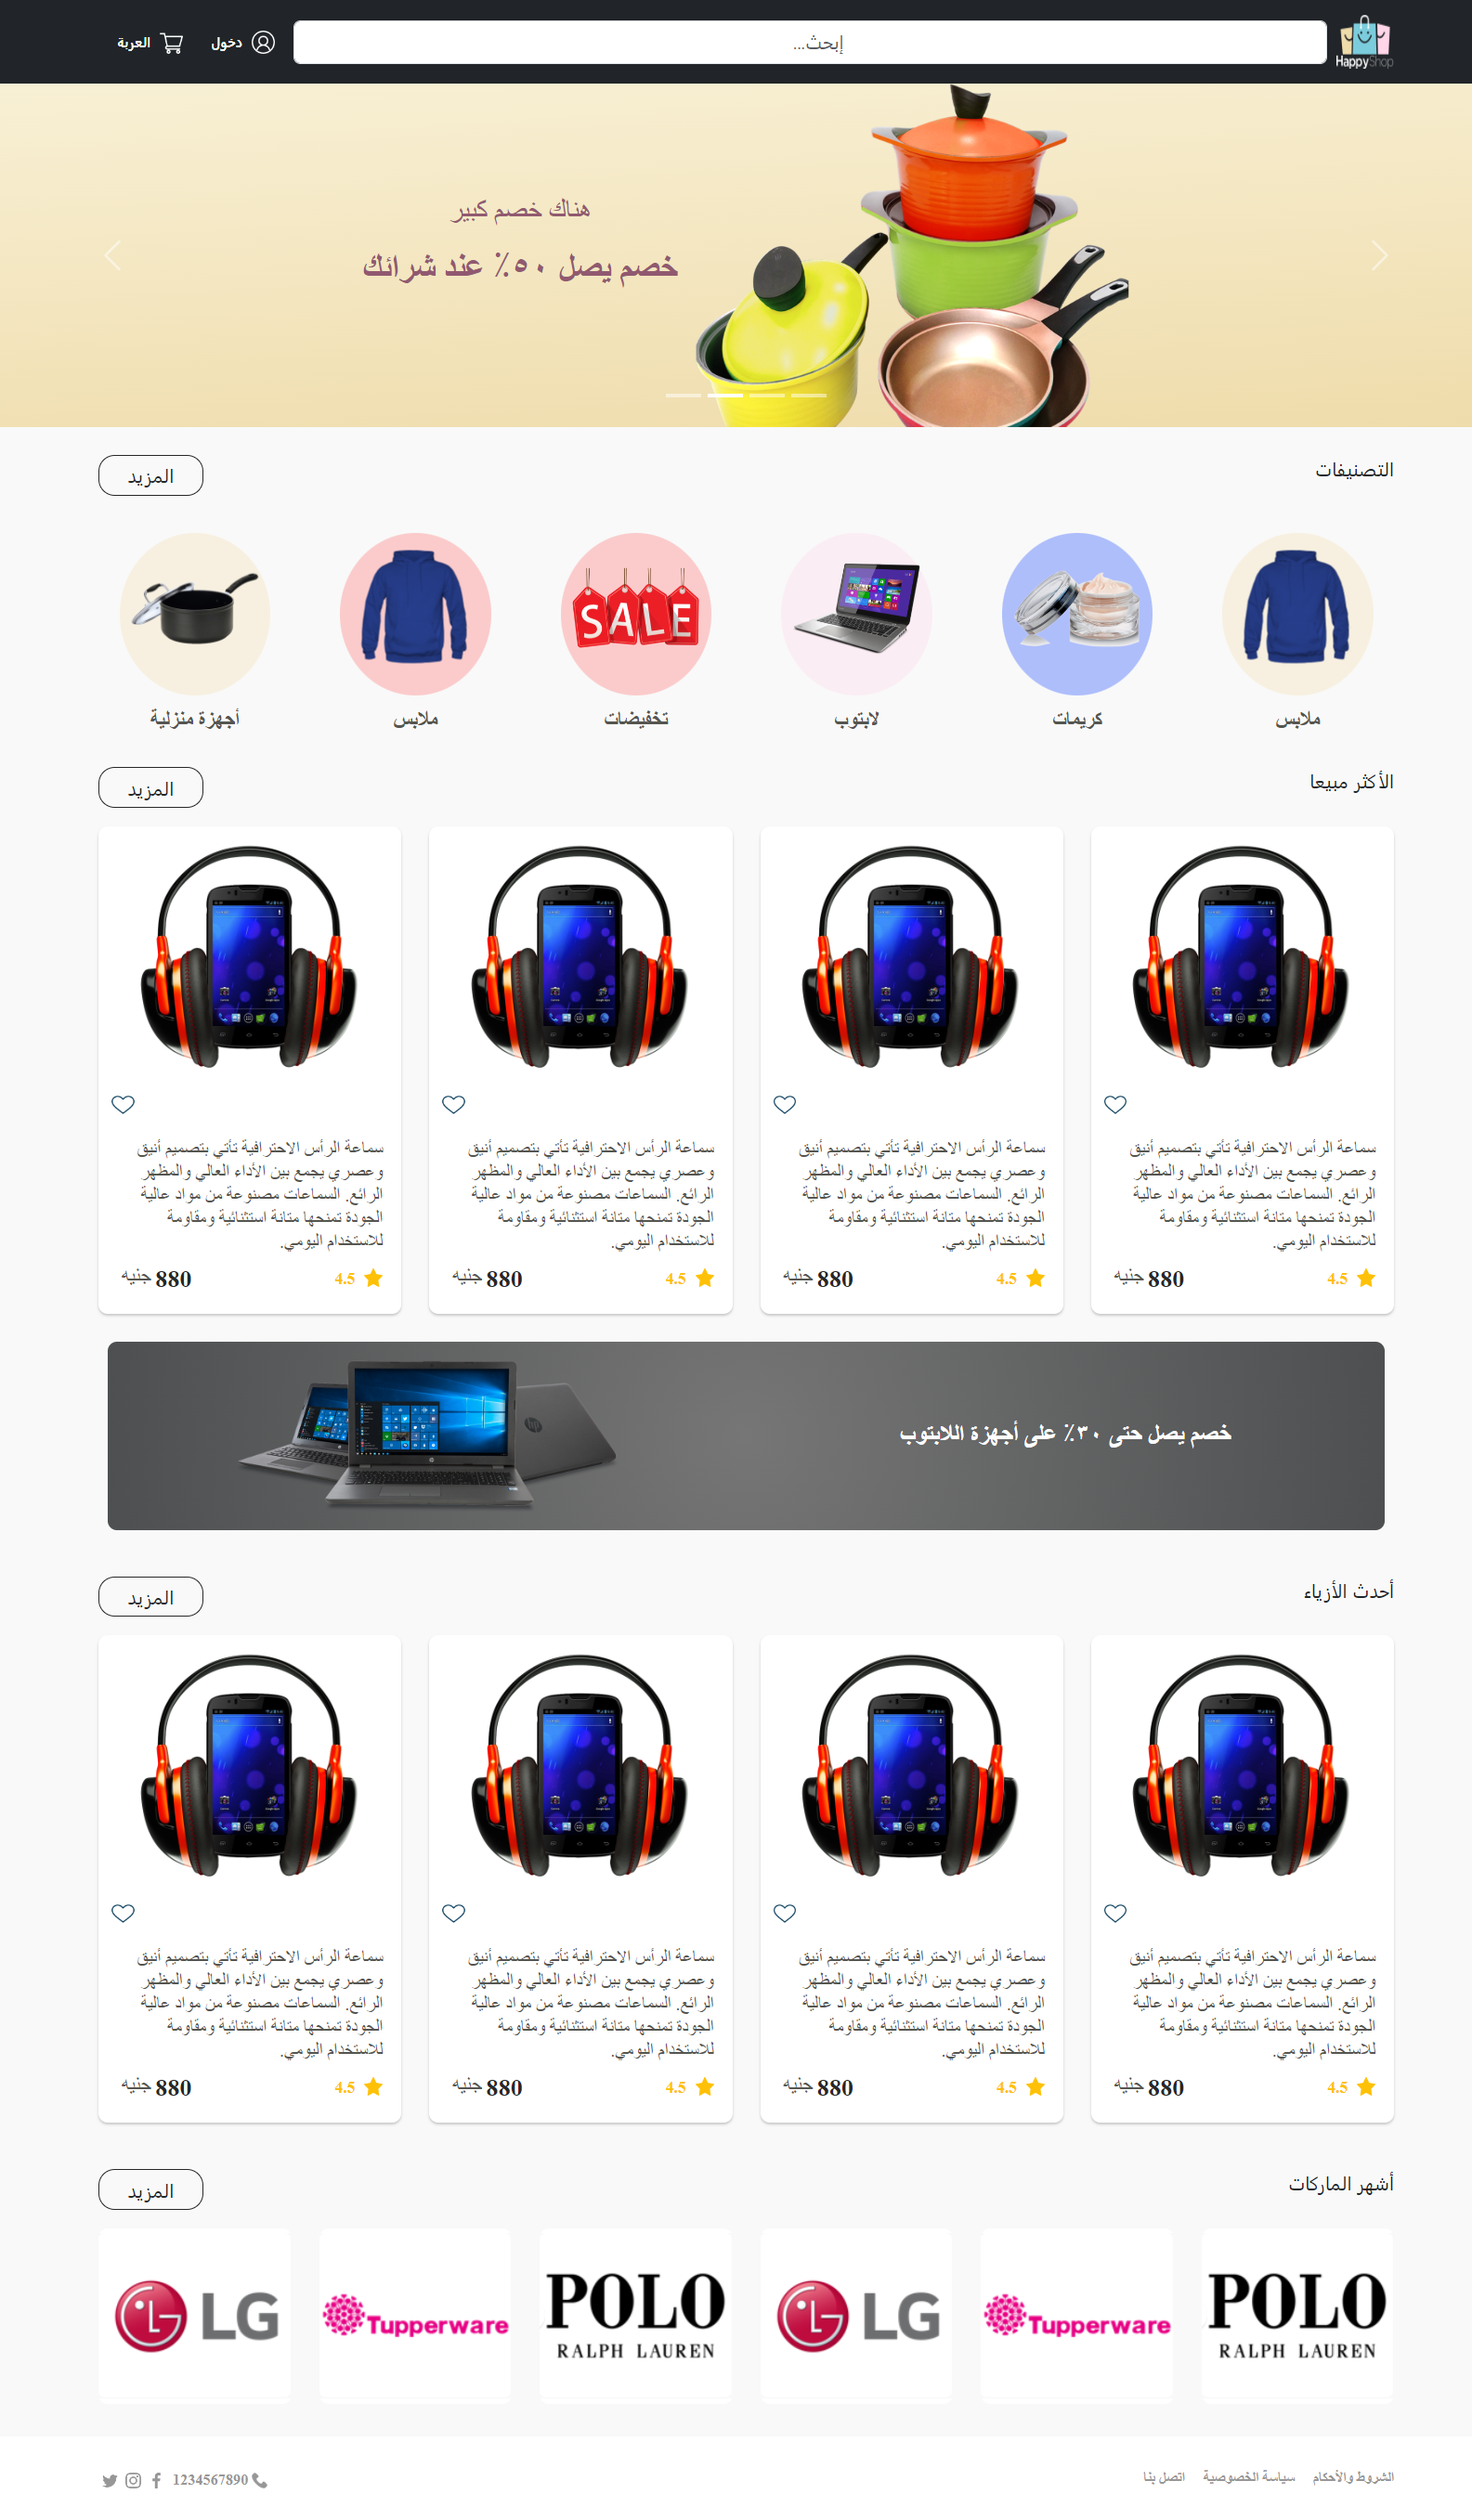 HappyShop
إبحث...
دخول
العربة
هناك خصم كبير
خصم يصل ٥٠٪ عند شرائك
التصنيفات
المزيد
ملابس
كريمات
لابتوب
SALE
تخفيضات
ملابس
أجهزة منزلية
الأكثر مبيعا
المزيد
سماعة الرأس الاحترافية تأتي بتصميم أنيق
وعصري يجمع بين الأداء العالي والمظهر
الرائع. السماعات مصنوعة من مواد عالية
الجودة تمنحها متانة استثنائية ومقاومة
للاستخدام اليومي.
4.5
880 جنيه
سماعة الرأس الاحترافية تأتي بتصميم أنيق
وعصري يجمع بين الأداء العالي والمظهر
الرائع. السماعات مصنوعة من مواد عالية
الجودة تمنحها متانة استثنائية ومقاومة
للاستخدام اليومي.
4.5
880 جنيه
سماعة الرأس الاحترافية تأتي بتصميم أنيق
وعصري يجمع بين الأداء العالي والمظهر
الرائع. السماعات مصنوعة من مواد عالية
الجودة تمنحها متانة استثنائية ومقاومة
للاستخدام اليومي.
4.5
880 جنيه
سماعة الرأس الاحترافية تأتي بتصميم أنيق
وعصري يجمع بين الأداء العالي والمظهر
الرائع. السماعات مصنوعة من مواد عالية
الجودة تمنحها متانة استثنائية ومقاومة
للاستخدام اليومي.
4.5
880 جنيه
خصم يصل حتى ٣٠٪ على أجهزة اللابتوب
hp
أحدث الأزياء
المزيد
سماعة الرأس الاحترافية تأتي بتصميم أنيق
وعصري يجمع بين الأداء العالي والمظهر
الرائع. السماعات مصنوعة من مواد عالية
الجودة تمنحها متانة استثنائية ومقاومة
للاستخدام اليومي.
4.5
880 جنيه
سماعة الرأس الاحترافية تأتي بتصميم أنيق
وعصري يجمع بين الأداء العالي والمظهر
الرائع. السماعات مصنوعة من مواد عالية
الجودة تمنحها متانة استثنائية ومقاومة
للاستخدام اليومي.
4.5
880 جنيه
سماعة الرأس الاحترافية تأتي بتصميم أنيق
وعصري يجمع بين الأداء العالي والمظهر
الرائع. السماعات مصنوعة من مواد عالية
الجودة تمنحها متانة استثنائية ومقاومة
للاستخدام اليومي.
4.5
880 جنيه
سماعة الرأس الاحترافية تأتي بتصميم أنيق
وعصري يجمع بين الأداء العالي والمظهر
الرائع. السماعات مصنوعة من مواد عالية
الجودة تمنحها متانة استثنائية ومقاومة
للاستخدام اليومي.
4.5
880 جنيه
أشهر الماركات
المزيد
POLO
RALPH LAUREN
Tupperware
LG
POLO
RALPH LAUREN
Tupperware
LG
الشروط والأحكام
سياسة الخصوصية
اتصل بنا
1234567890